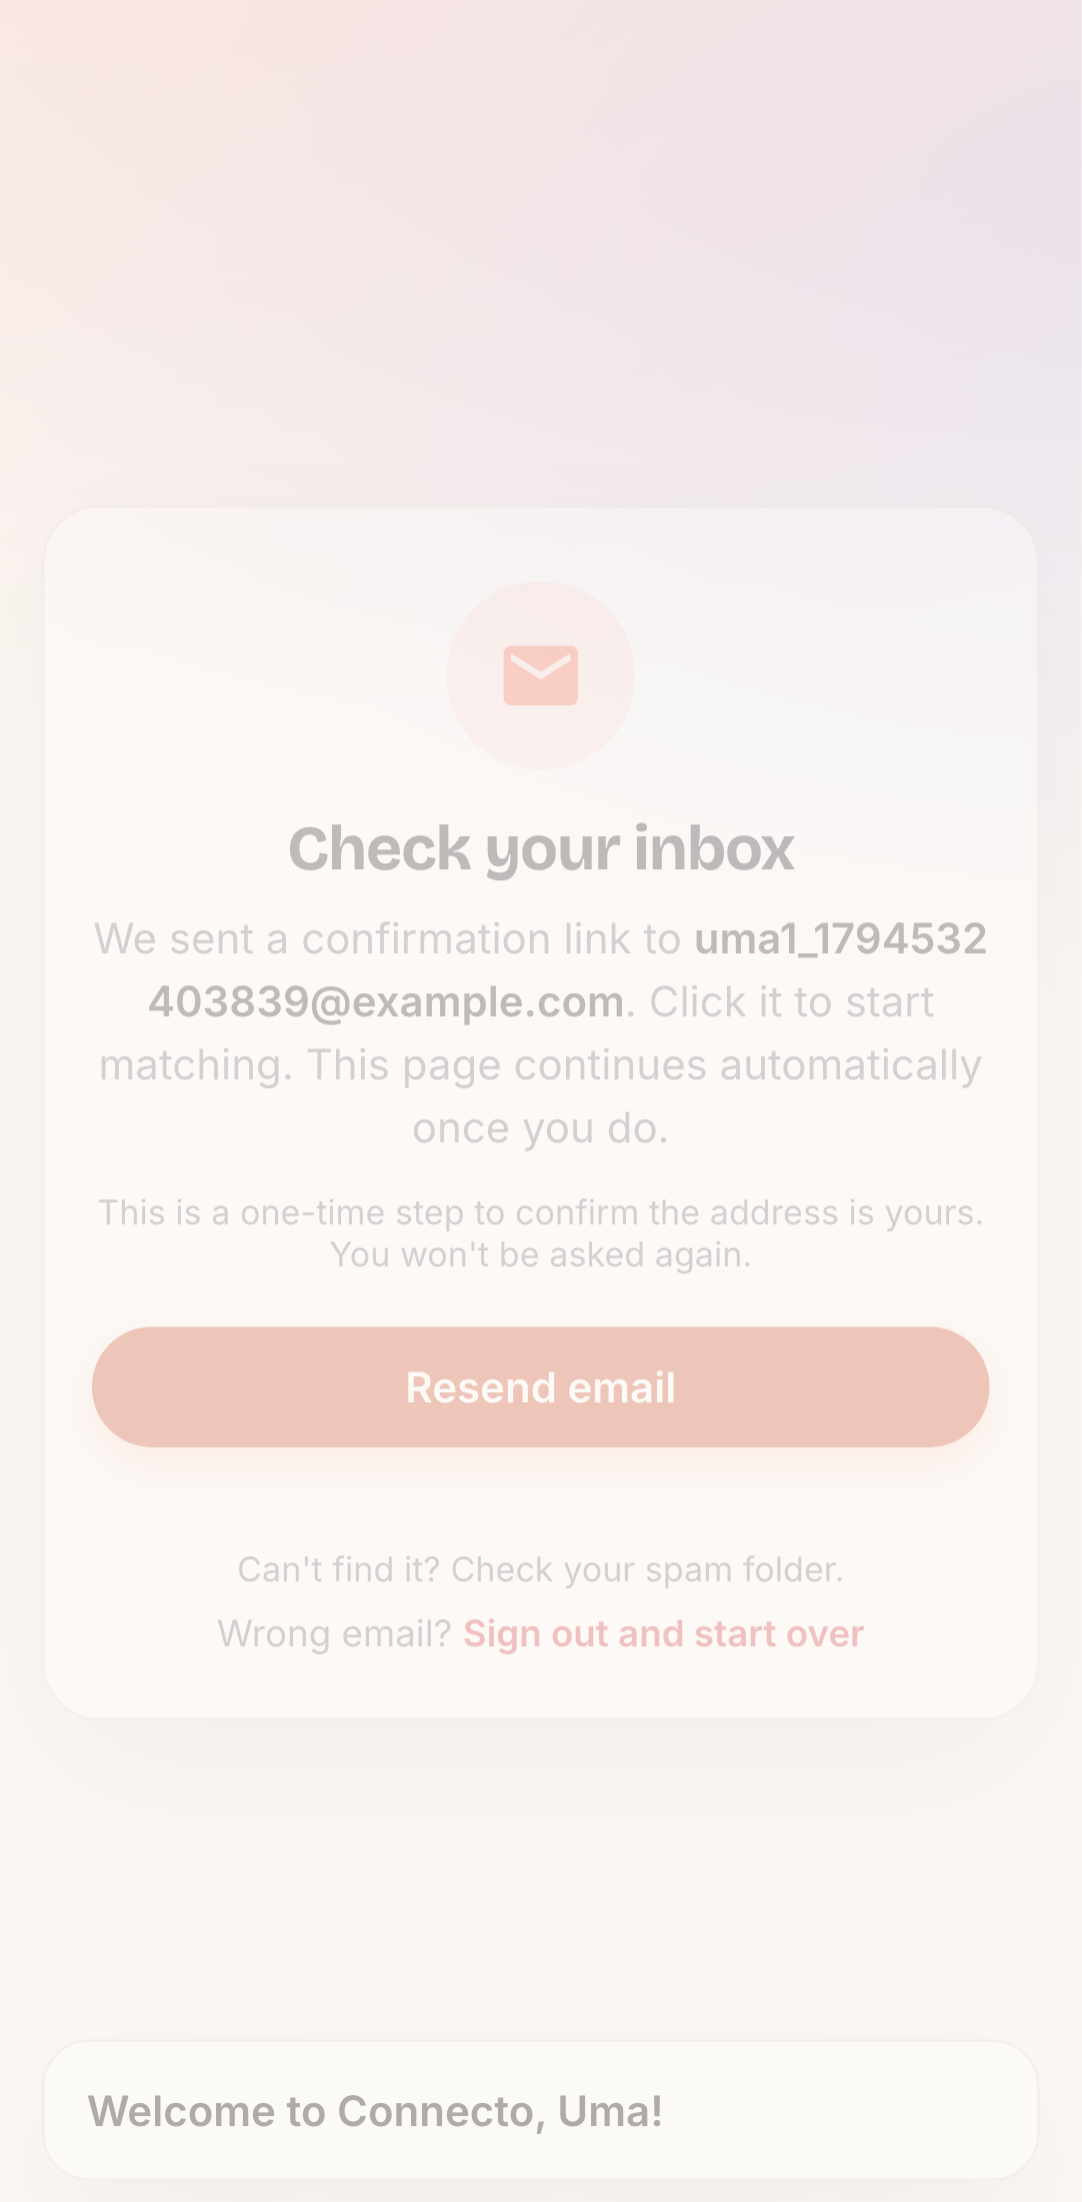 Check your inbox
We sent a confirmation link to uma1_1794532
403839@example.com. Click it to start
matching. This page continues automatically
once you do.
This is a one-time step to confirm the address is yours.
You won't be asked again.
Resend email
Can't find it? Check your spam folder.
Wrong email? Sign out and start over
Welcome to Connecto, Uma!